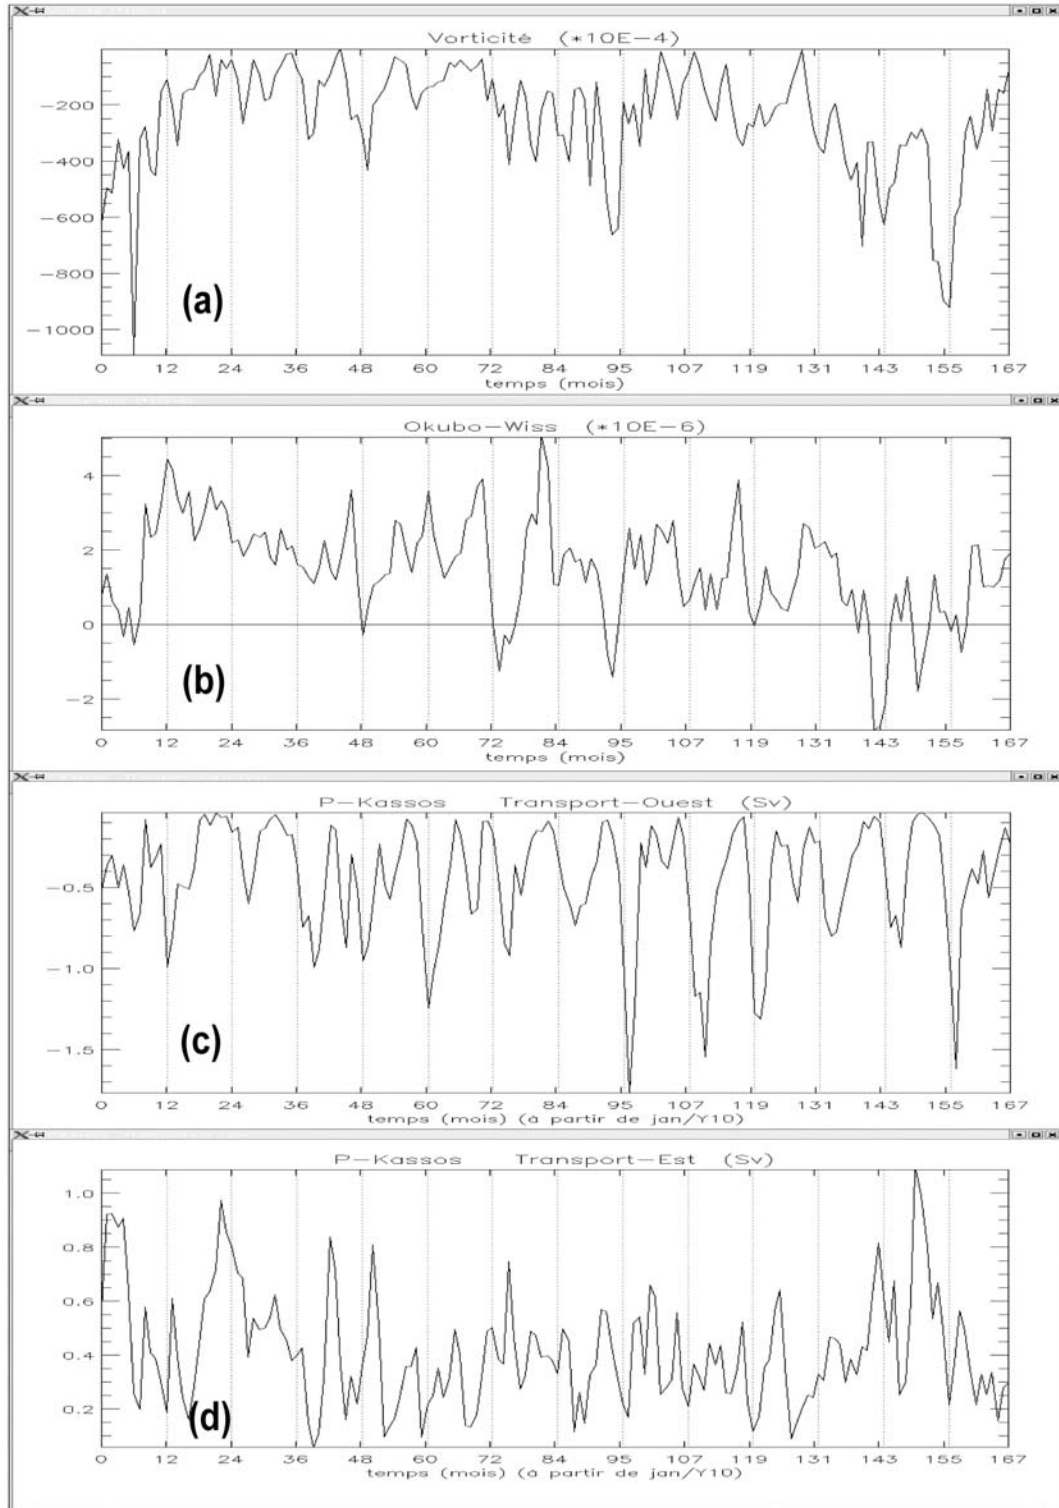 Vorticité (*10E-4)
-200
-400
-600
-800
-1000
(a)
0 12 24 36 48 60 72 84 95 107 119 131 143 155 167
temps (mois)
Okubo-Wiss (*10E-6)
4
2
0
-2
(b)
0 12 24 36 48 60 72 84 95 107 119 131 143 155 167
temps (mois)
P-Kassos Transport-Ouest (Sv)
-0.5
-1.0
-1.5
(c)
0 12 24 36 48 60 72 84 95 107 119 131 143 155 167
temps (mois) (à partir de jan/Y10)
P-Kassos Transport-Est (Sv)
1.0
0.8
0.6
0.4
0.2
(d)
0 12 24 36 48 60 72 84 95 107 119 131 143 155 167
temps (mois) (à partir de jan/Y10)